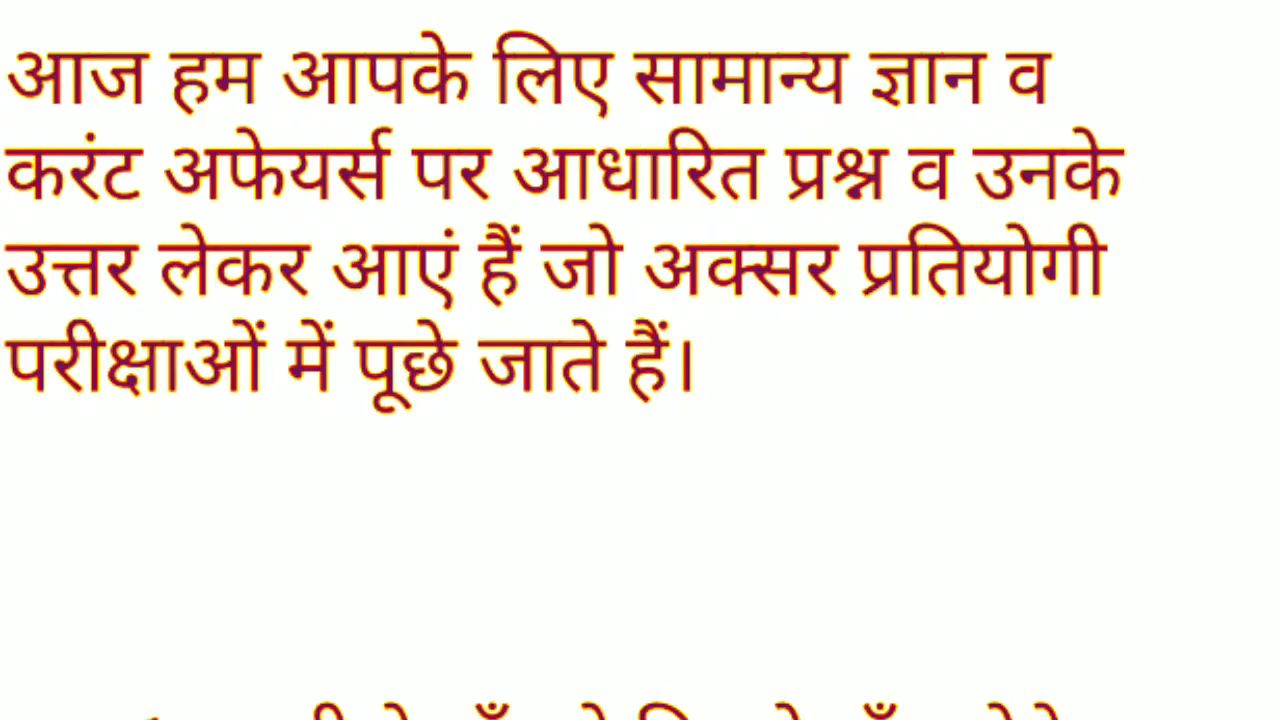 आज हम आपके लिए सामान्य ज्ञान व
करंट अफेयर्स पर आधारित प्रश्न व उनके
उत्तर लेकर आएं हैं जो अक्सर प्रतियोगी
परीक्षाओं में पूछे जाते हैं।